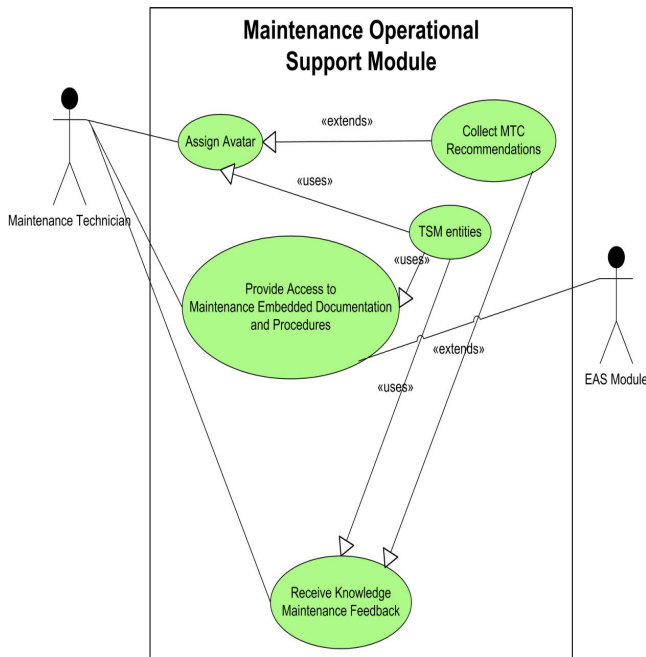 Maintenance Operational
Support Module
«extends»
Assign Avatar
Collect MTC
Recommendations
«uses»
Maintenance Technician
TSM entities
«uses»
Provide Access to
Maintenance Embedded Documentation
and Procedures
«extends»
EAS Module
«uses»
Receive Knowledge
Maintenance Feedback